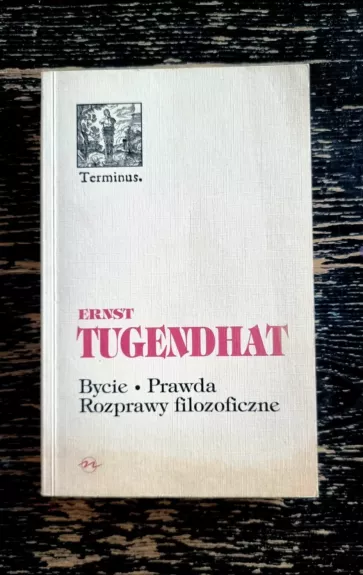 Terminus.
ERNST
TUGENDHAT
Bycie • Prawda
Rozprawy filozoficzne